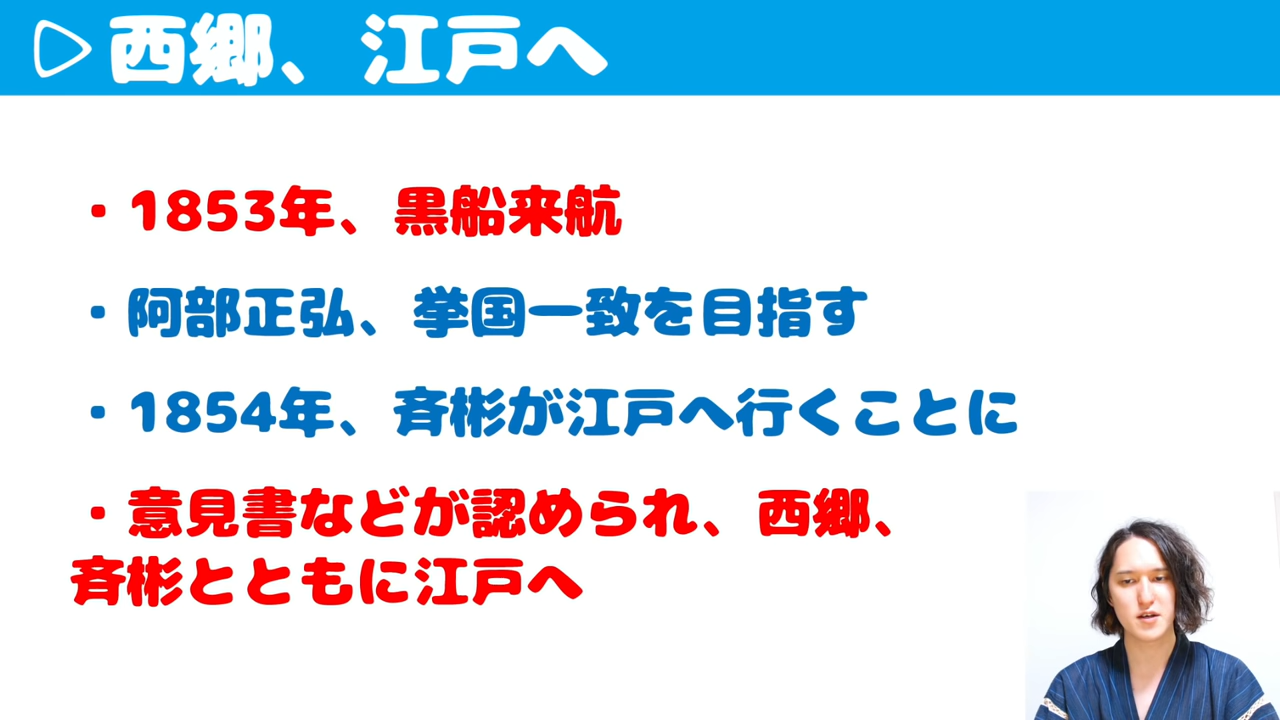 西郷、江戸へ
・1853年、黒船来航
・阿部正弘、挙国一致を目指す
・1854年、斉彬が江戸へ行くことに
・意見書などが認められ、西郷、
斉彬とともに江戸へ